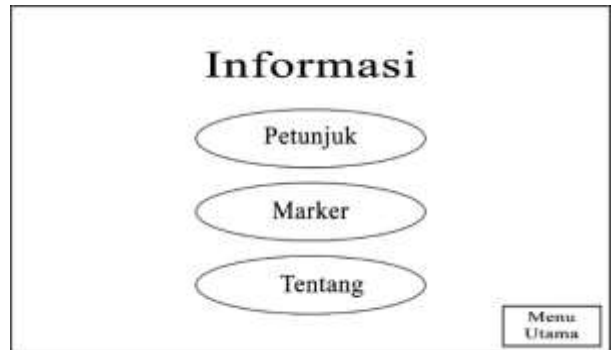 Informasi
Petunjuk
Marker
Tentang
Menu
Utama